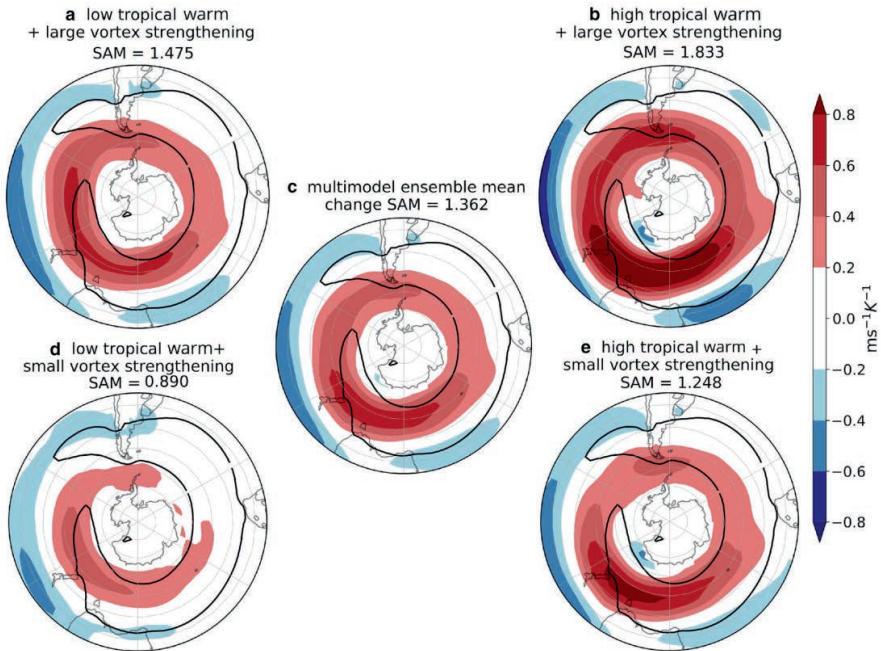 a low tropical warm
+ large vortex strengthening
SAM = 1.475
b high tropical warm
+ large vortex strengthening
SAM = 1.833
c multimodel ensemble mean
change SAM = 1.362
d low tropical warm+
small vortex strengthening
SAM = 0.890
e high tropical warm +
small vortex strengthening
SAM = 1.248
0.8
0.6
0.4
0.2
0.0
−0.2
−0.4
−0.6
−0.8
ms⁻¹K⁻¹